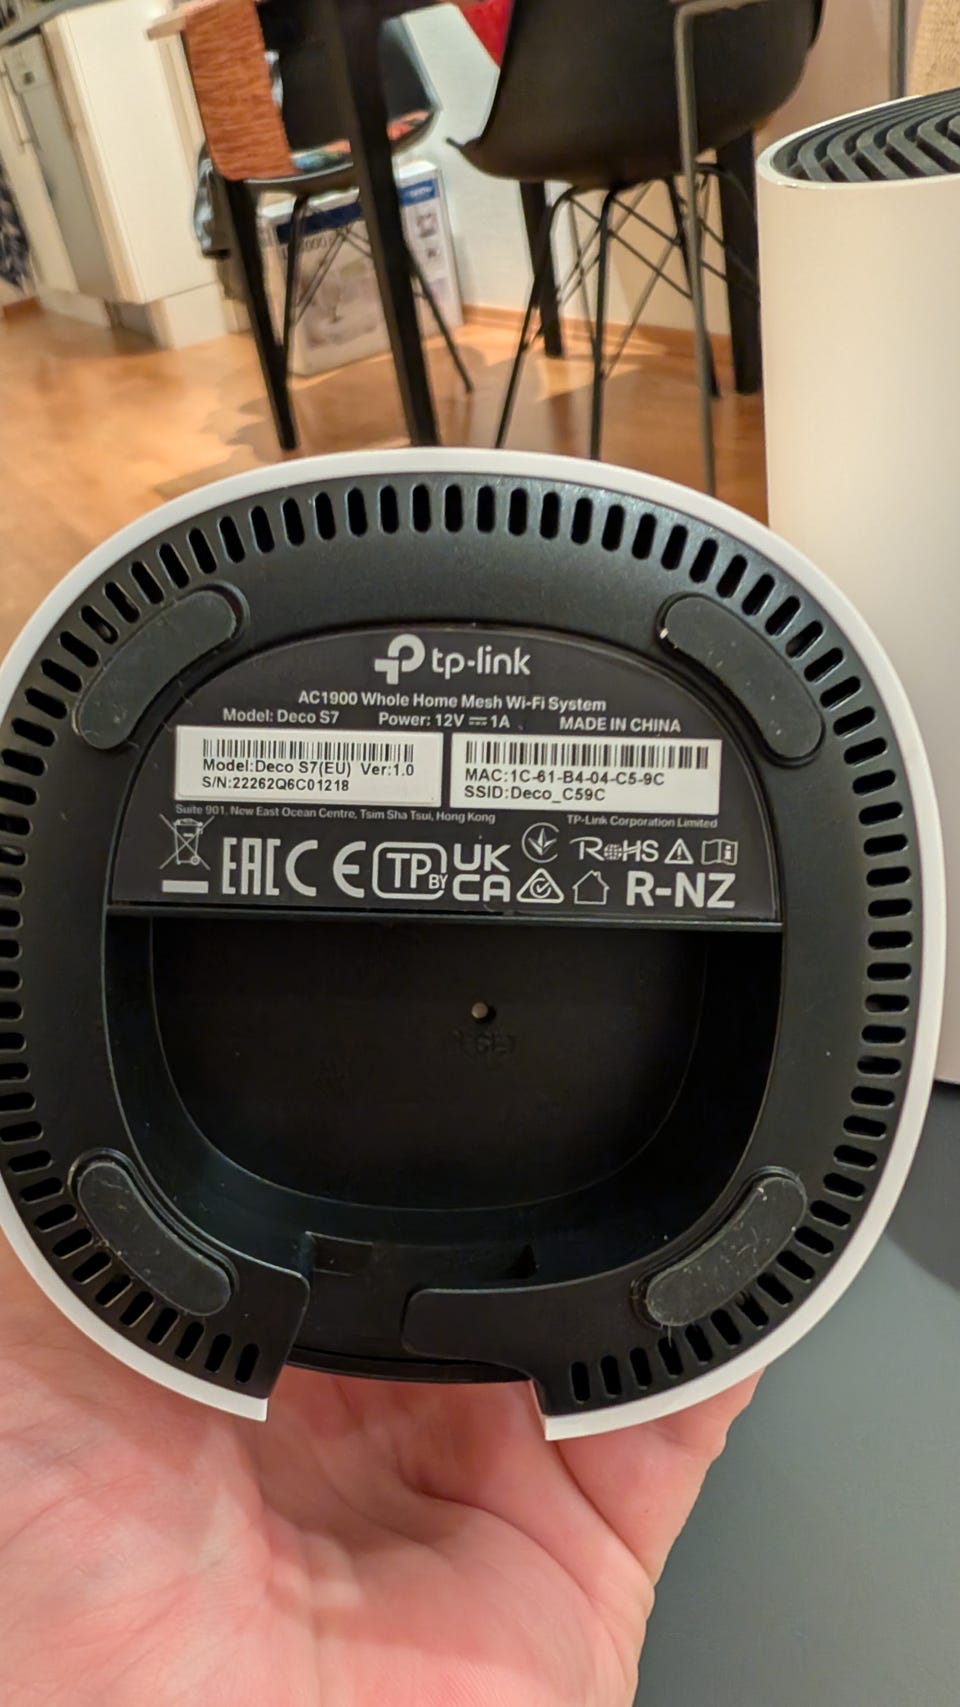 tp-link
AC1900 Whole Home Mesh Wi-Fi System
Model: Deco S7 Power: 12V ⎓ 1A MADE IN CHINA
Model:Deco S7(EU) Ver:1.0
S/N:22262Q6C01218
MAC:1C-61-B4-04-C5-9C
SSID:Deco_C59C
Suite 901, New East Ocean Centre, Tsim Sha Tsui, Hong Kong
TP-Link Corporation Limited
EAC CE TP BY UK CA RoHS R-NZ
RESET